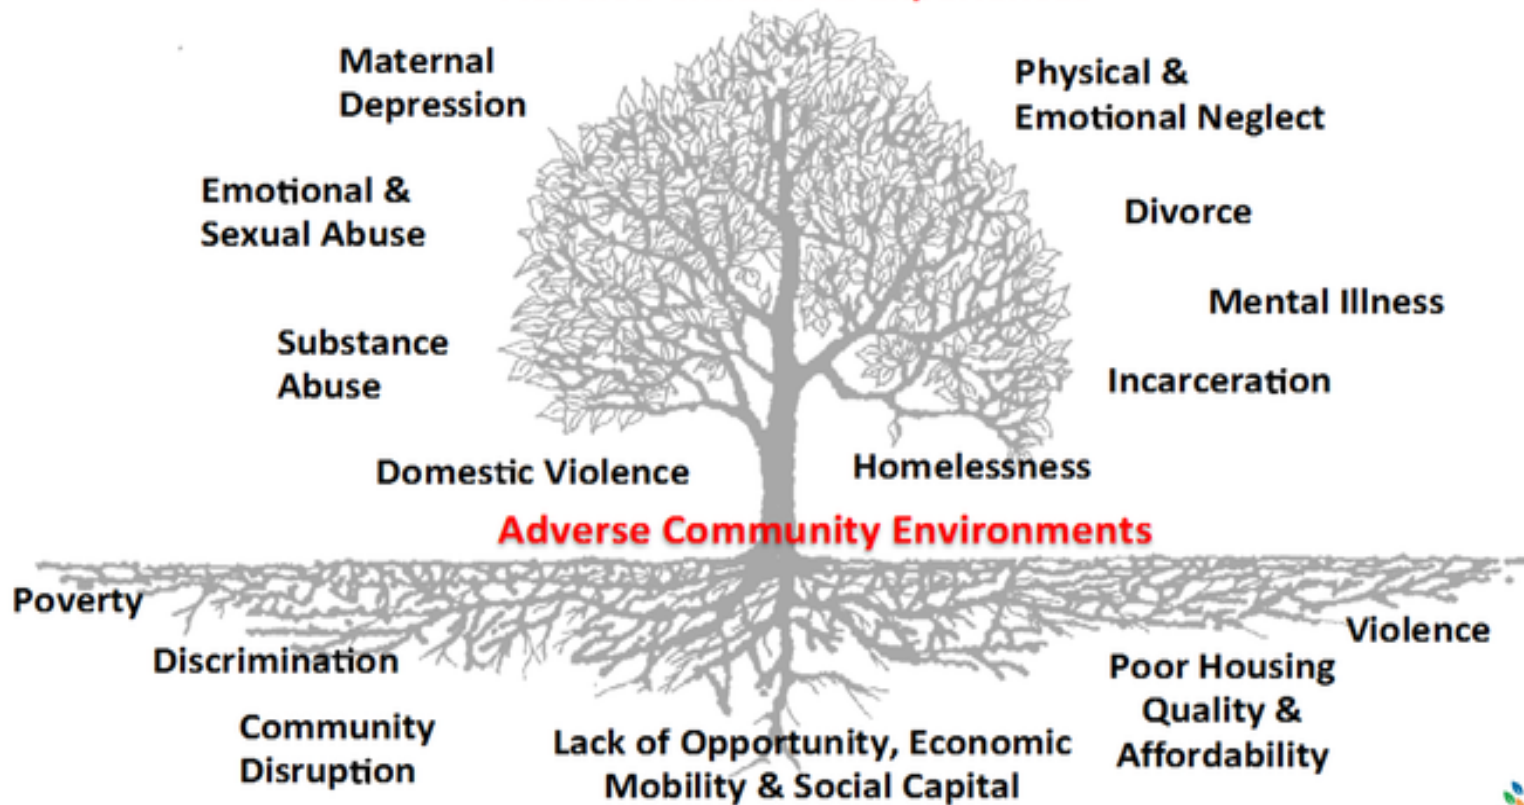 Maternal
Depression
Physical &
Emotional Neglect
Emotional &
Sexual Abuse
Divorce
Mental Illness
Substance
Abuse
Incarceration
Domestic Violence
Homelessness
Adverse Community Environments
Poverty
Violence
Discrimination
Poor Housing
Quality &
Affordability
Community
Disruption
Lack of Opportunity, Economic
Mobility & Social Capital